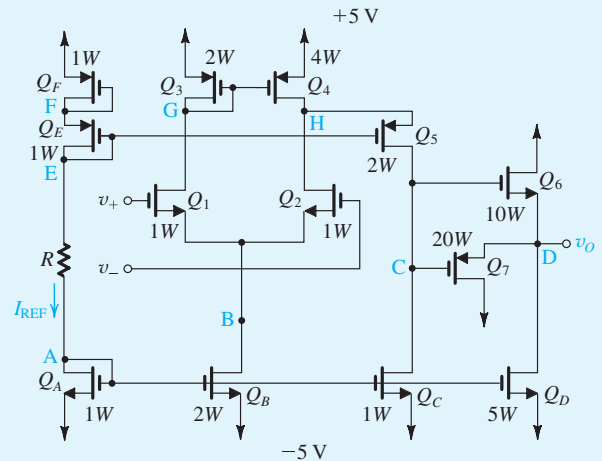 +5 V
1W
2W
4W
Q_F
Q_3
Q_4
F
G
H
Q_E
1W
Q_5
2W
E
Q_6
10W
v_+
Q_1
Q_2
1W
1W
20W
v_O
D
R
v_–
C
Q_7
I_REF
B
A
Q_A
1W
Q_B
2W
Q_C
1W
Q_D
5W
−5 V